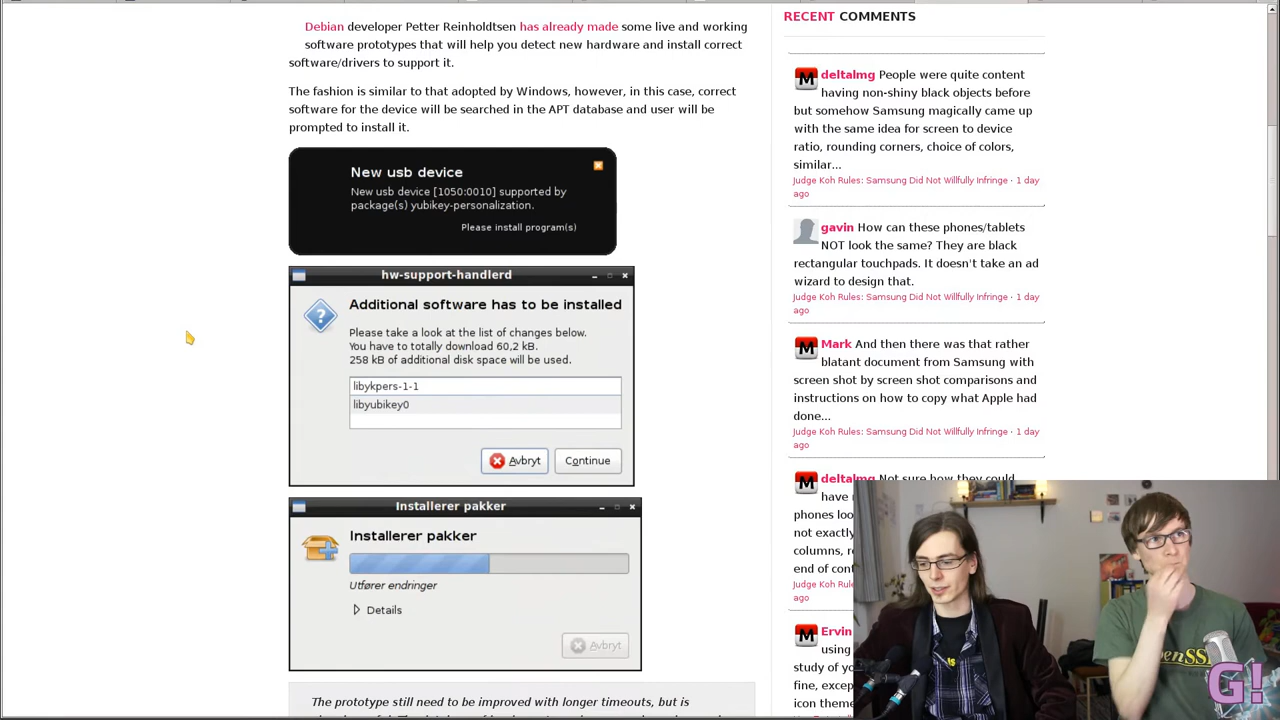 Debian developer Petter Reinholdtsen has already made some live and working
software prototypes that will help you detect new hardware and install correct
software/drivers to support it.
The fashion is similar to that adopted by Windows, however, in this case, correct
software for the device will be searched in the APT database and user will be
prompted to install it.
New usb device
New usb device [1050:0010] supported by
package(s) yubikey-personalization.
Please install program(s)
hw-support-handlerd
Additional software has to be installed
Please take a look at the list of changes below.
You have to totally download 60,2 kB.
258 kB of additional disk space will be used.
libykpers-1-1
libyubikey0
Avbryt
Continue
Installerer pakker
Installerer pakker
Utfører endringer
Details
Avbryt
The prototype still need to be improved with longer timeouts, but is
RECENT COMMENTS
deltalmg People were quite content
having non-shiny black objects before
but somehow Samsung magically came up
with the same idea for screen to device
ratio, rounding corners, choice of colors,
similar...
Judge Koh Rules: Samsung Did Not Willfully Infringe · 1 day
ago
gavin How can these phones/tablets
NOT look the same? They are black
rectangular touchpads. It doesn't take an ad
wizard to design that.
Judge Koh Rules: Samsung Did Not Willfully Infringe · 1 day
ago
Mark And then there was that rather
blatant document from Samsung with
screen shot by screen shot comparisons and
instructions on how to copy what Apple had
done...
Judge Koh Rules: Samsung Did Not Willfully Infringe · 1 day
ago
deltalmg Not sure how they could
have
phones
not exactly
columns,
end of
Judge Koh
ago
Ervin
using
study of
fine,
icon
G!